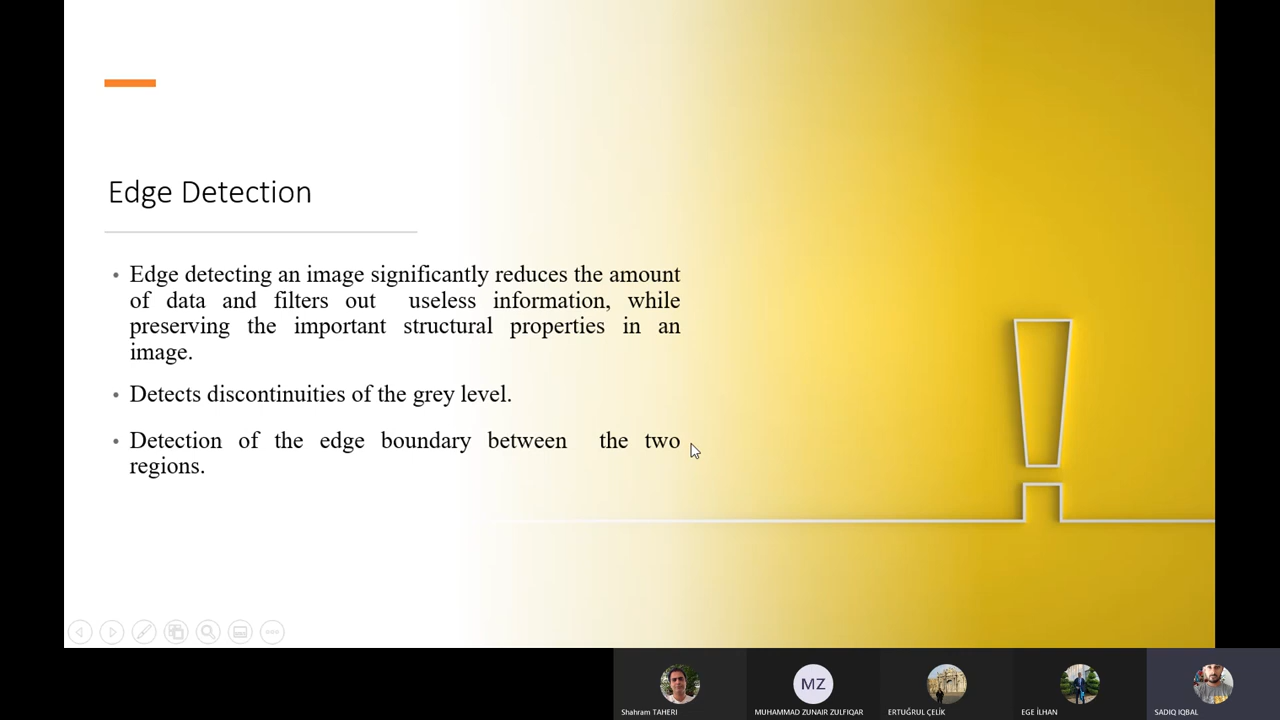 Edge Detection
• Edge detecting an image significantly reduces the amount
of data and filters out useless information, while
preserving the important structural properties in an
image.
• Detects discontinuities of the grey level.
• Detection of the edge boundary between the two
regions.
MZ
Shahram TAHERI
MUHAMMAD ZUNAIR ZULFIQAR
ERTUĞRUL ÇELİK
EGE İLHAN
SADIQ IQBAL